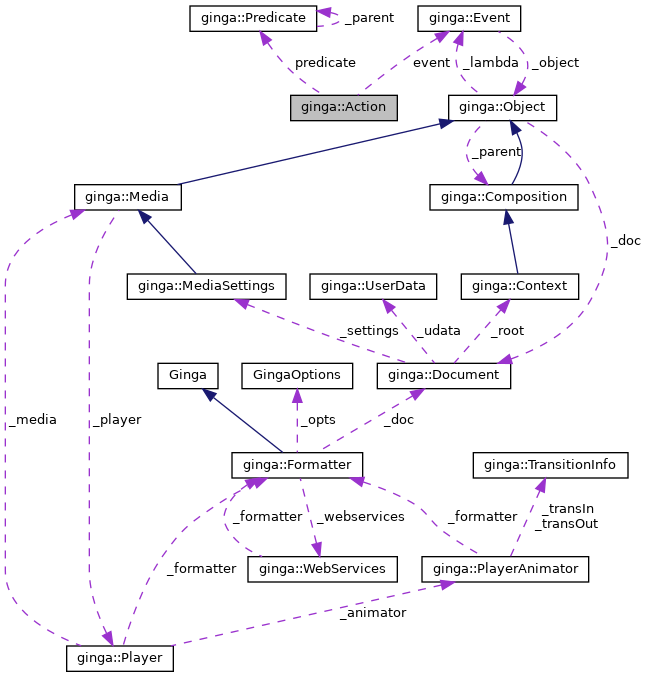 ginga::Predicate
ginga::Event
_parent
predicate
event
_lambda
_object
ginga::Action
ginga::Object
_parent
ginga::Media
ginga::Composition
_doc
ginga::MediaSettings
ginga::UserData
ginga::Context
_settings
_udata
_root
Ginga
GingaOptions
ginga::Document
_media
_player
_opts
_doc
ginga::Formatter
ginga::TransitionInfo
_formatter
_webservices
_formatter
_transIn
_transOut
_formatter
ginga::WebServices
ginga::PlayerAnimator
_animator
ginga::Player